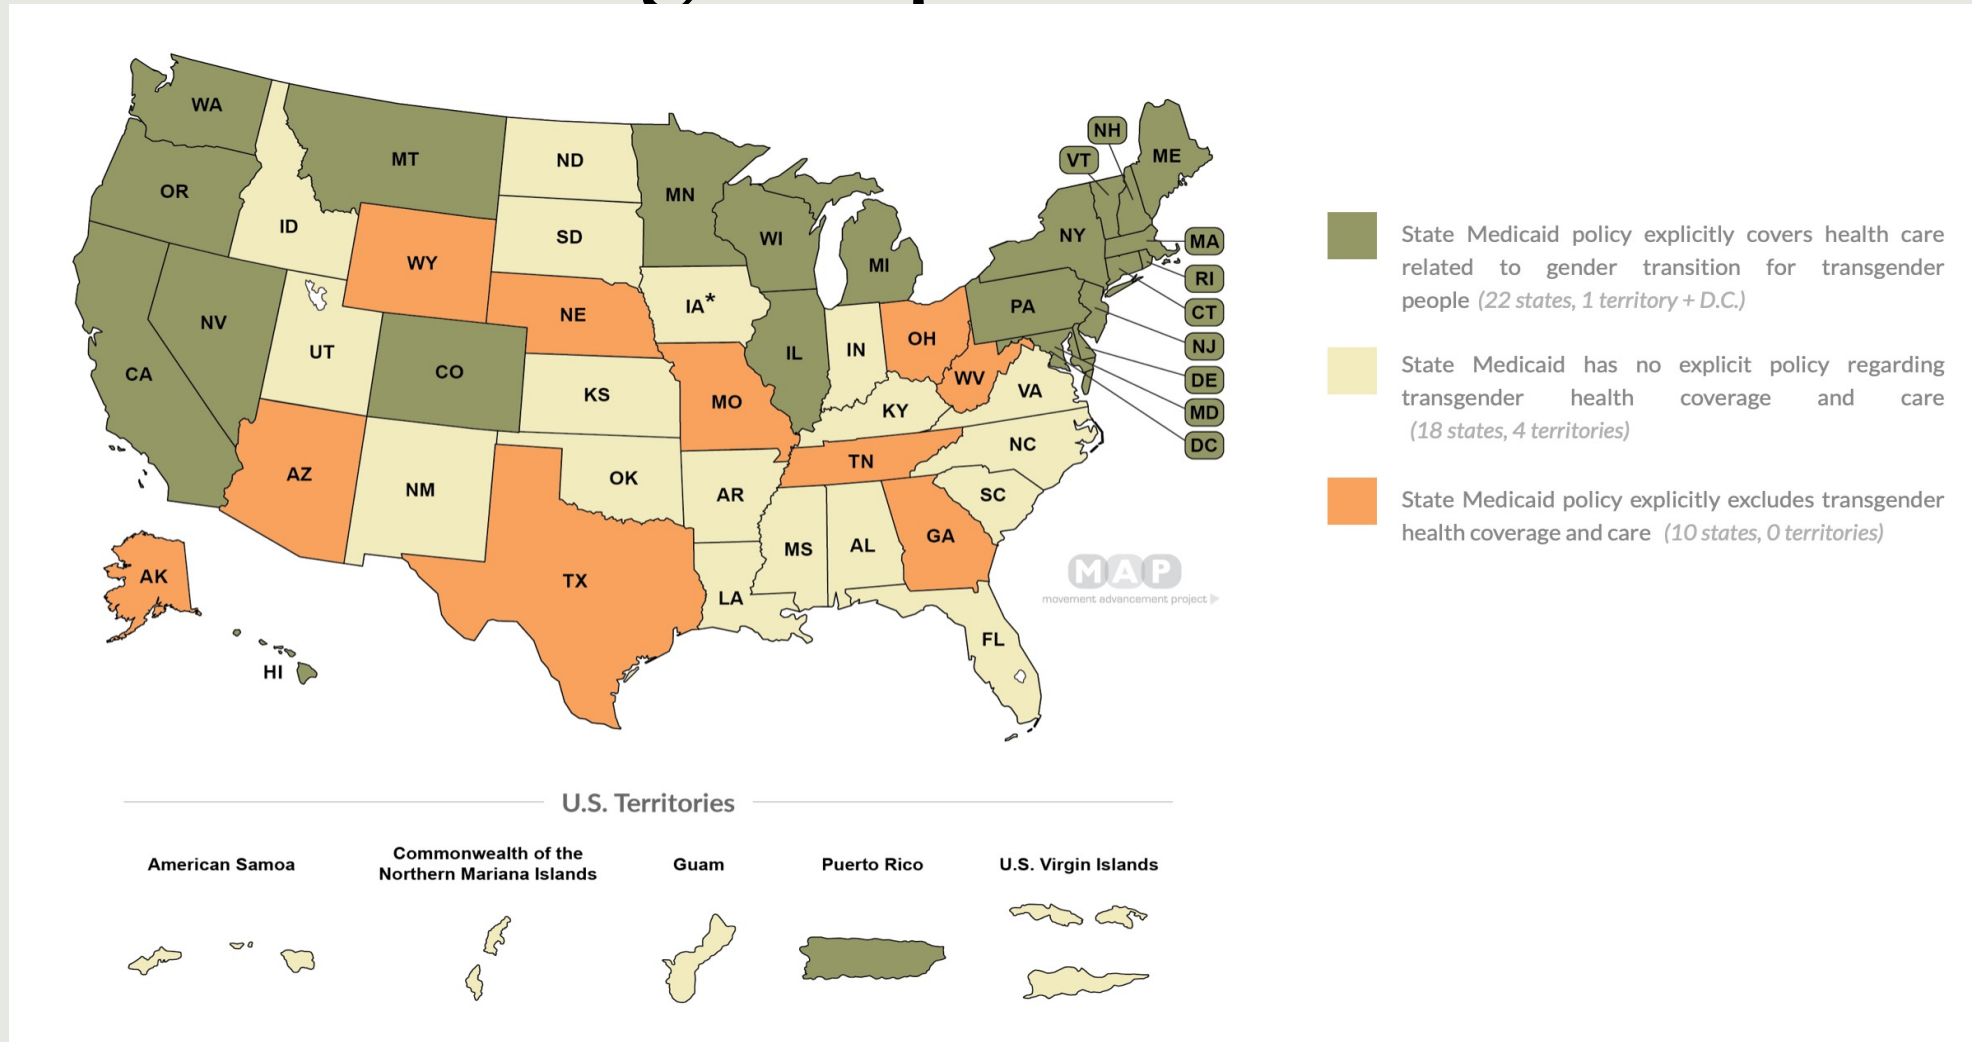 WA
MT
ND
MN
OR
ID
WY
SD
WI
MI
NH
VT
ME
NY
MA
RI
CT
NJ
DE
MD
DC
NV
UT
CO
NE
IA*
CA
KS
MO
IL
IN
OH
PA
WV
VA
KY
NC
TN
SC
AZ
NM
OK
AR
MS
AL
GA
TX
LA
FL
AK
HI
MAP
movement advancement project
State Medicaid policy explicitly covers health care
related to gender transition for transgender
people (22 states, 1 territory + D.C.)
State Medicaid has no explicit policy regarding
transgender health coverage and care
(18 states, 4 territories)
State Medicaid policy explicitly excludes transgender
health coverage and care (10 states, 0 territories)
U.S. Territories
American Samoa
Commonwealth of the
Northern Mariana Islands
Guam
Puerto Rico
U.S. Virgin Islands